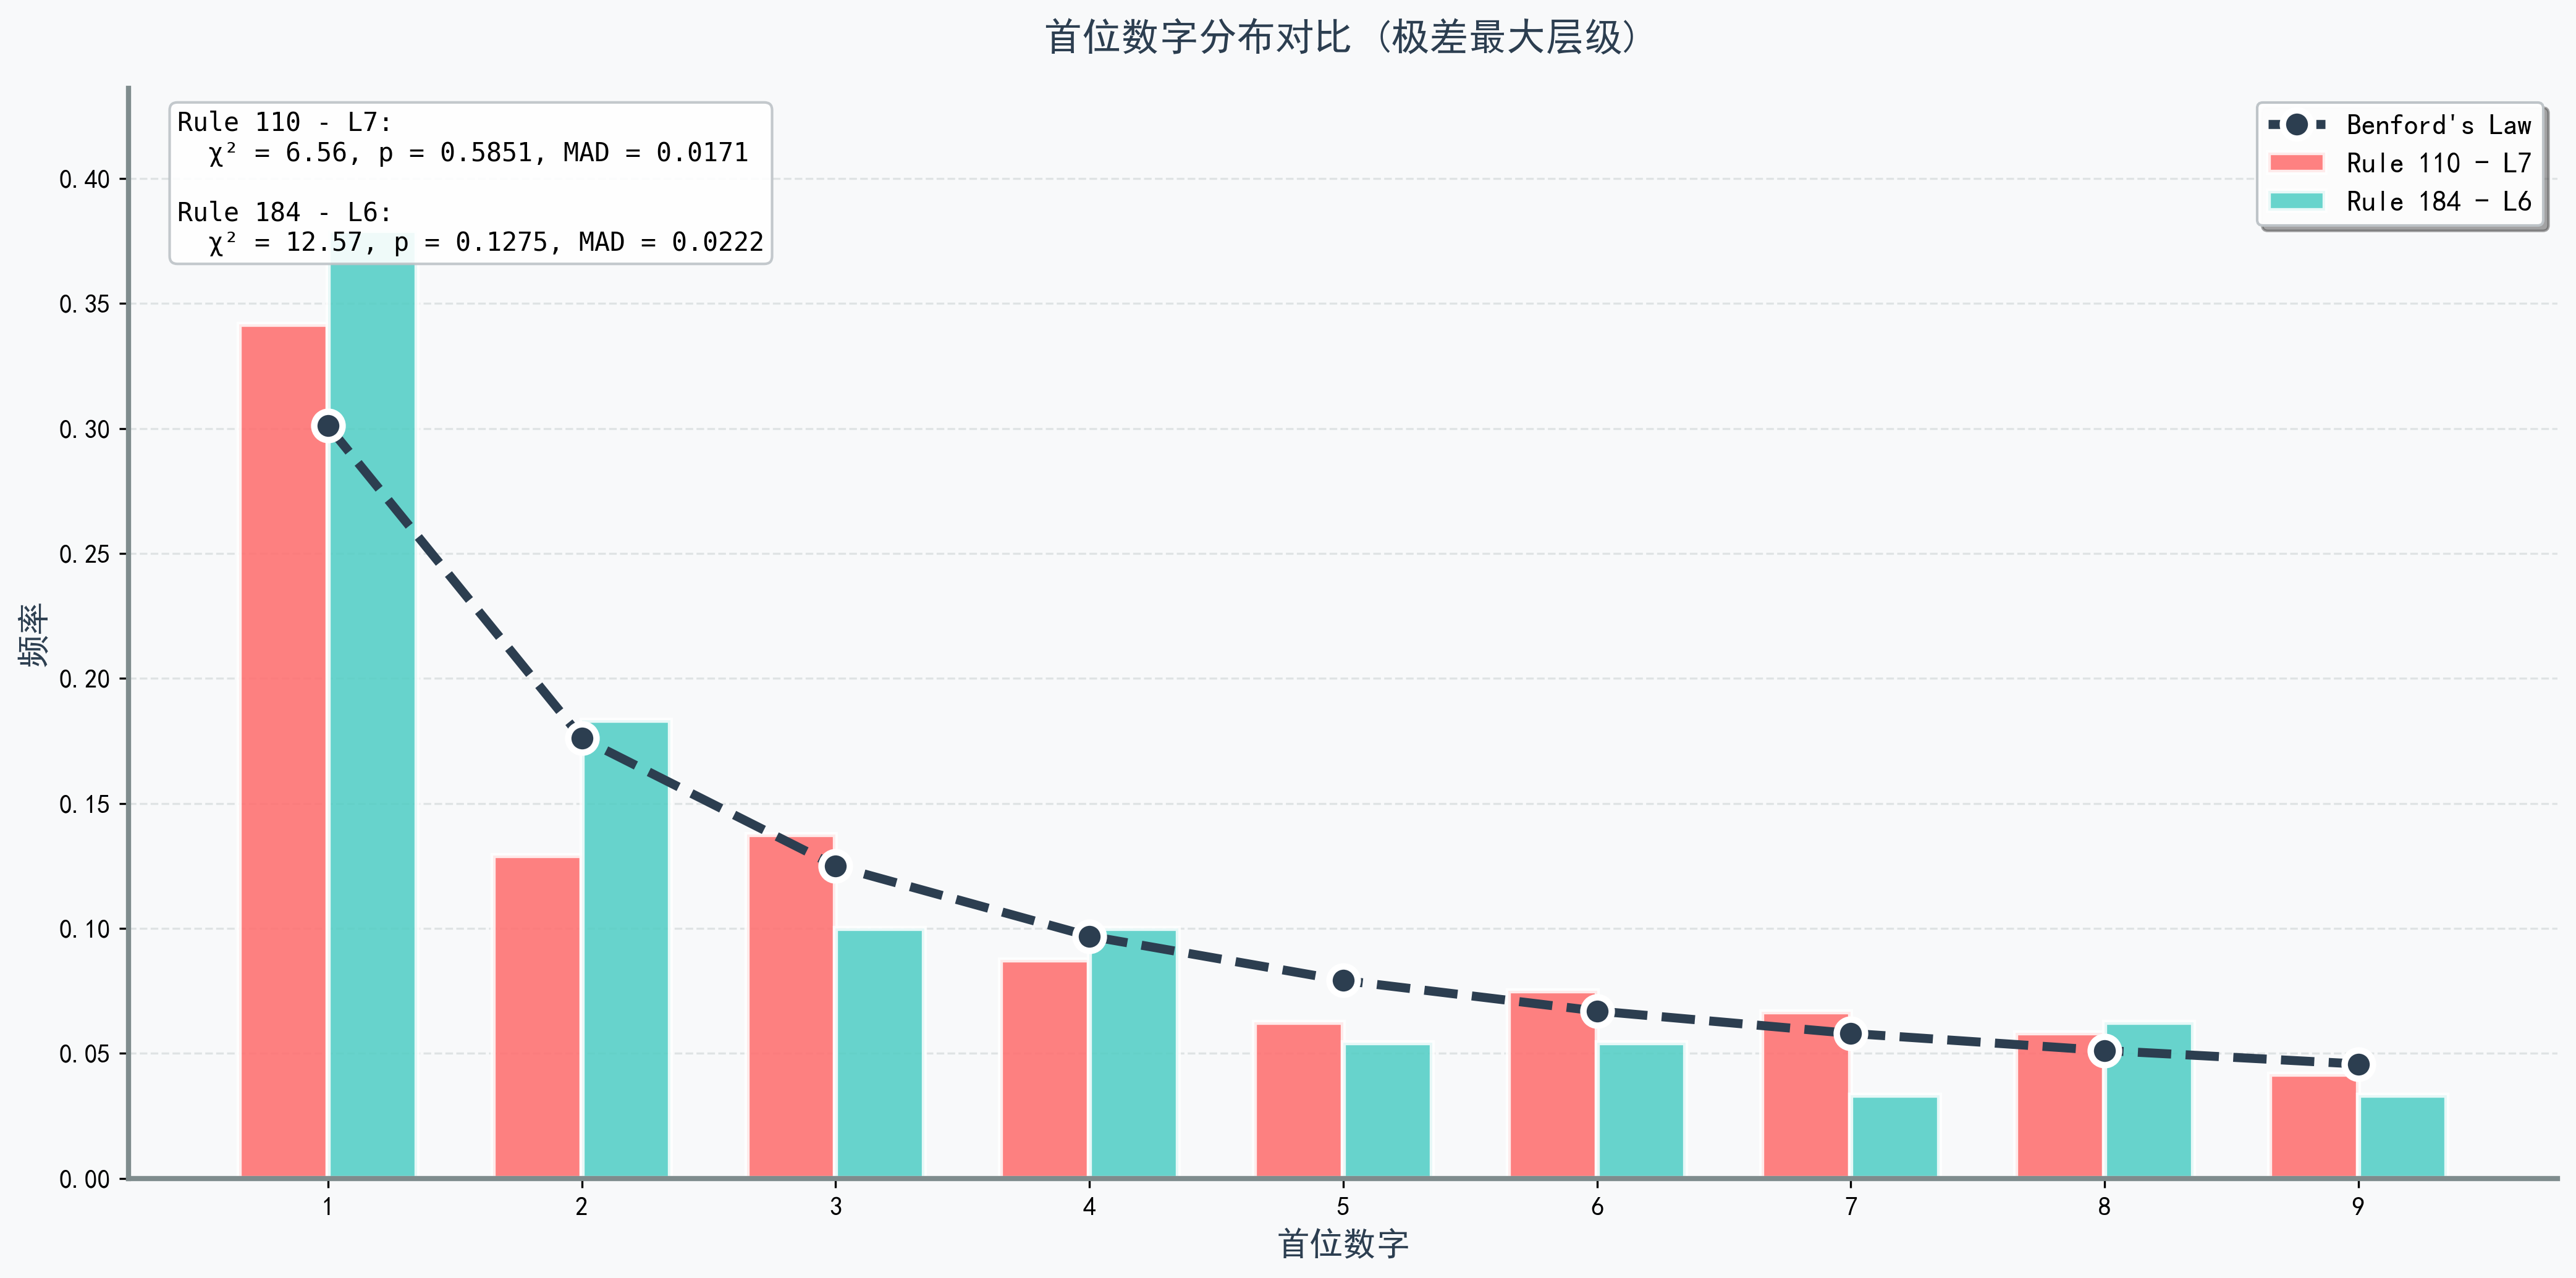 首位数字分布对比（极差最大层级）
Rule 110 - L7:
χ² = 6.56, p = 0.5851, MAD = 0.0171
Rule 184 - L6:
χ² = 12.57, p = 0.1275, MAD = 0.0222
Benford's Law
Rule 110 - L7
Rule 184 - L6
频率
0.40
0.35
0.30
0.25
0.20
0.15
0.10
0.05
0.00
1 2 3 4 5 6 7 8 9
首位数字